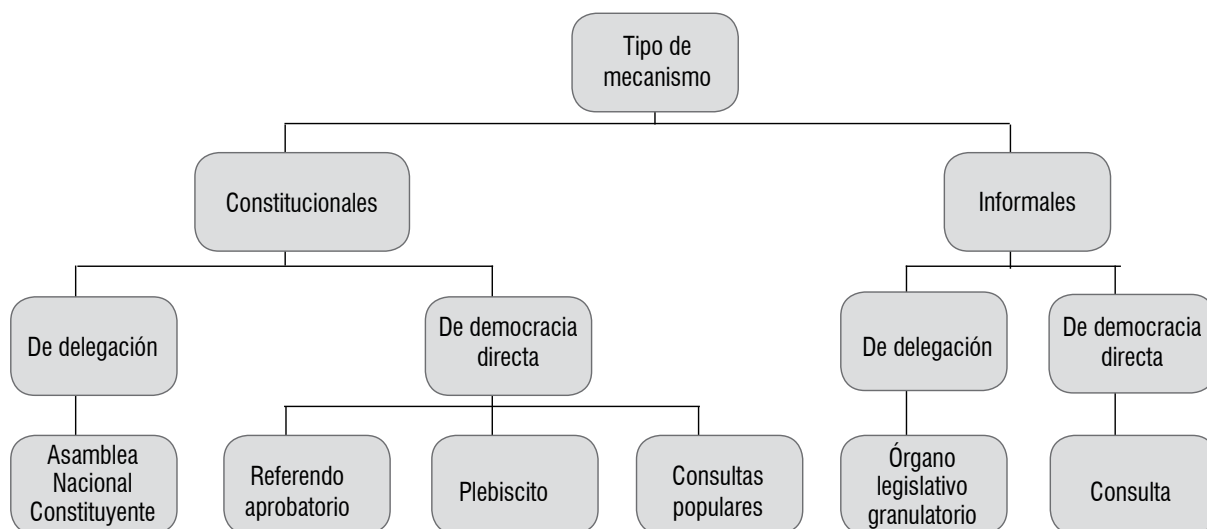 Tipo de
mecanismo
Constitucionales
Informales
De delegación
De democracia
directa
De delegación
De democracia
directa
Asamblea
Nacional
Constituyente
Referendo
aprobatorio
Plebiscito
Consultas
populares
Órgano
legislativo
granulatorio
Consulta